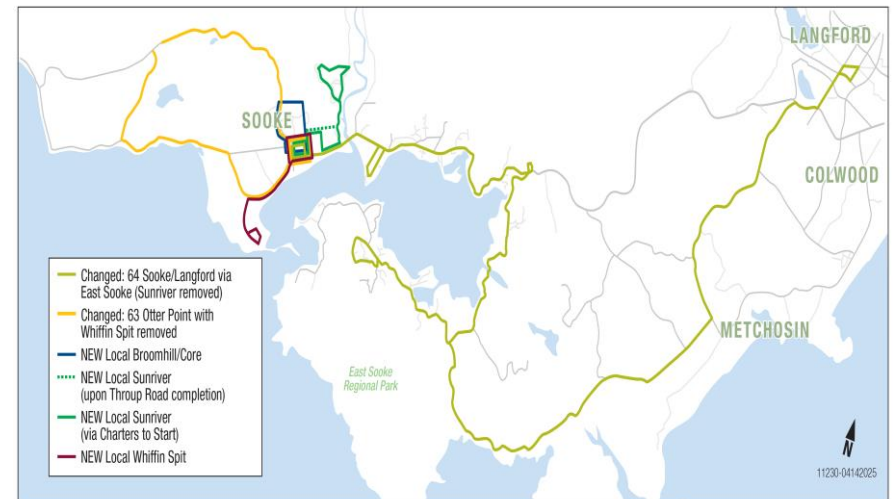 LANGFORD
SOOKE
COLWOOD
METCHOSIN
East Sooke
Regional Park
Changed: 64 Sooke/Langford via
East Sooke (Sunriver removed)
Changed: 63 Otter Point with
Whiffin Spit removed
NEW Local Broomhill/Core
NEW Local Sunriver
(upon Throup Road completion)
NEW Local Sunriver
(via Charters to Start)
NEW Local Whiffin Spit
N
11230-04142025